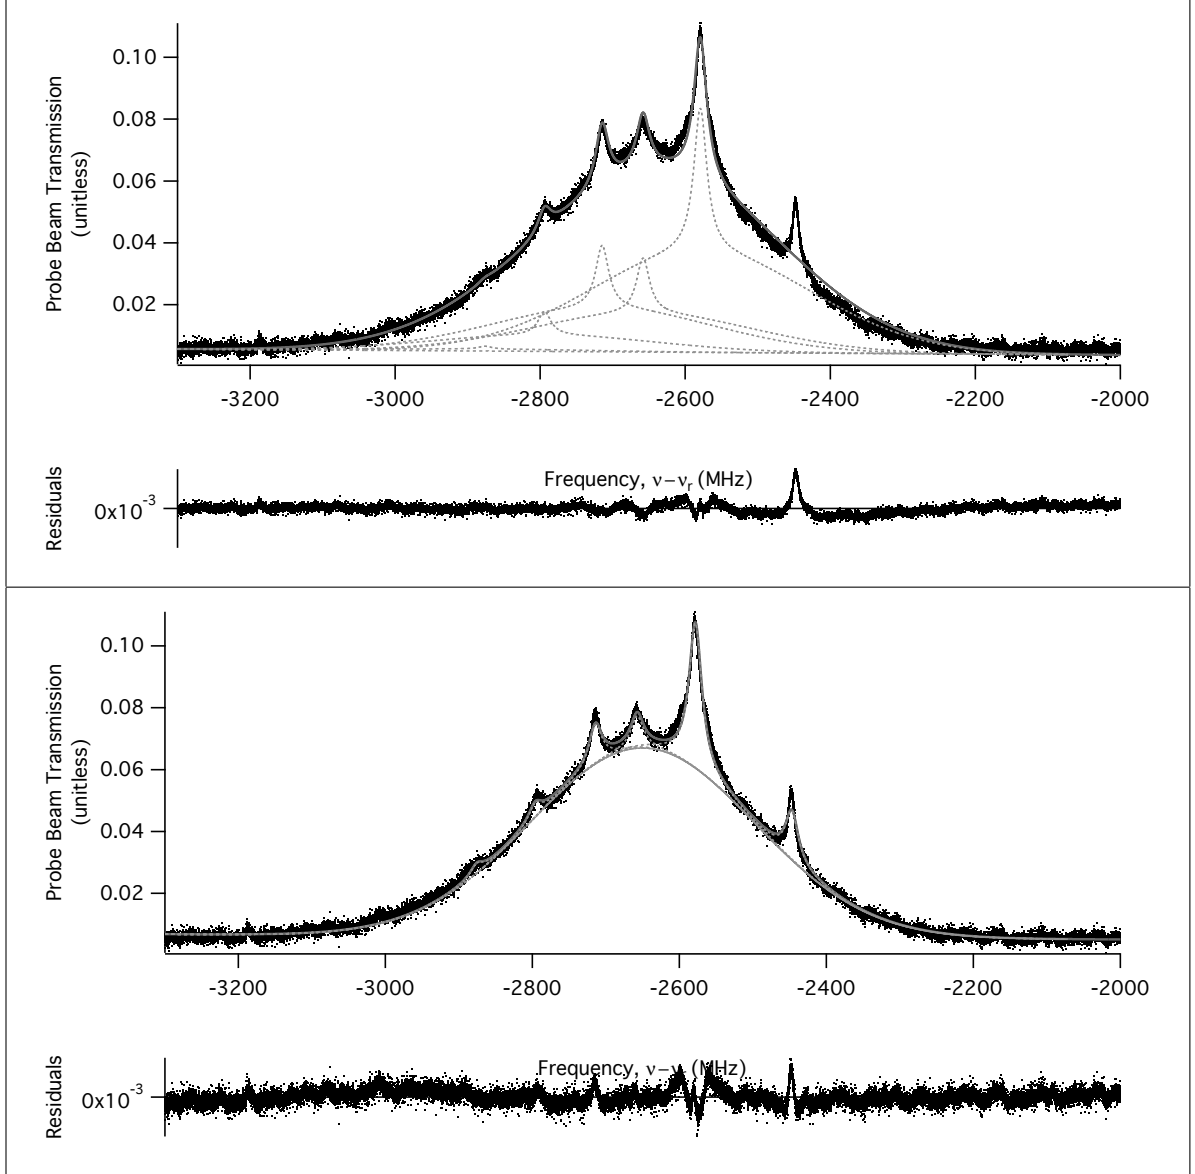 Probe Beam Transmission
(unitless)
0.10
0.08
0.06
0.04
0.02
-3200 -3000 -2800 -2600 -2400 -2200 -2000
Frequency, ν−νr (MHz)
Residuals
0x10-3
Probe Beam Transmission
(unitless)
0.10
0.08
0.06
0.04
0.02
-3200 -3000 -2800 -2600 -2400 -2200 -2000
Frequency, ν−ν (MHz)
Residuals
0x10-3